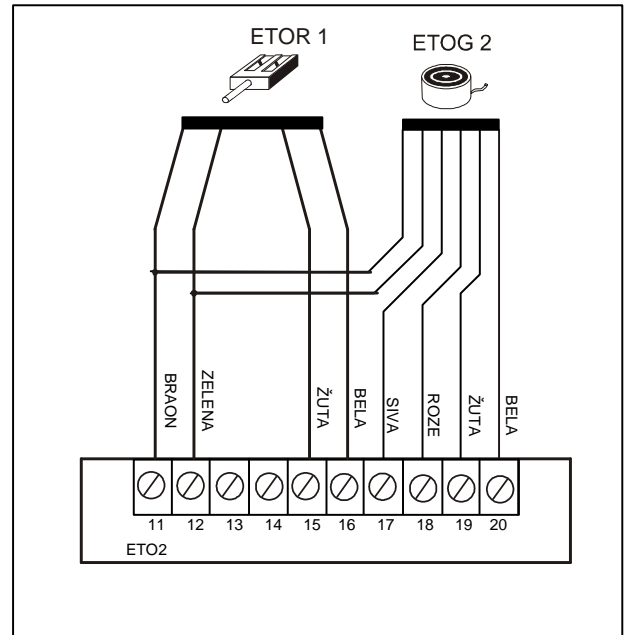 ETOR 1
ETOG 2
BRAON
ZELENA
ŽUTA
BELA
SIVA
ROZE
ŽUTA
BELA
11 12 13 14 15 16 17 18 19 20
ETO2